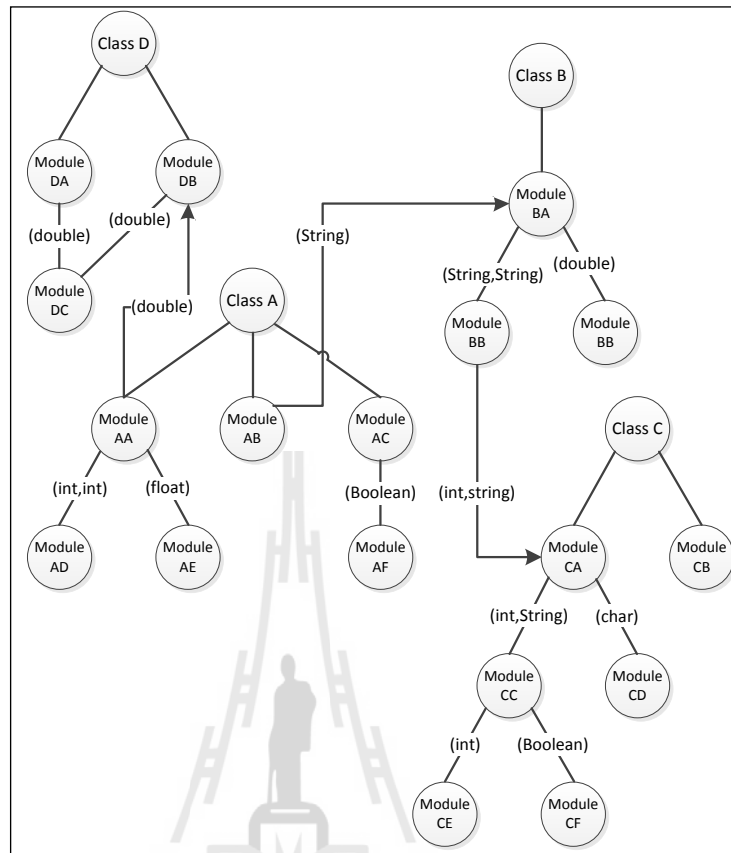 Class D
Class B
Module
DA
Module
DB
Module
BA
(double)
(double)
(String)
(String,String)
(double)
Module
DC
Class A
(double)
Module
BB
Module
BB
Module
AA
Module
AB
Module
AC
Class C
(int,int)
(float)
(Boolean)
(int,string)
Module
AD
Module
AE
Module
AF
Module
CA
Module
CB
(int,String)
(char)
Module
CC
Module
CD
(int)
(Boolean)
Module
CE
Module
CF